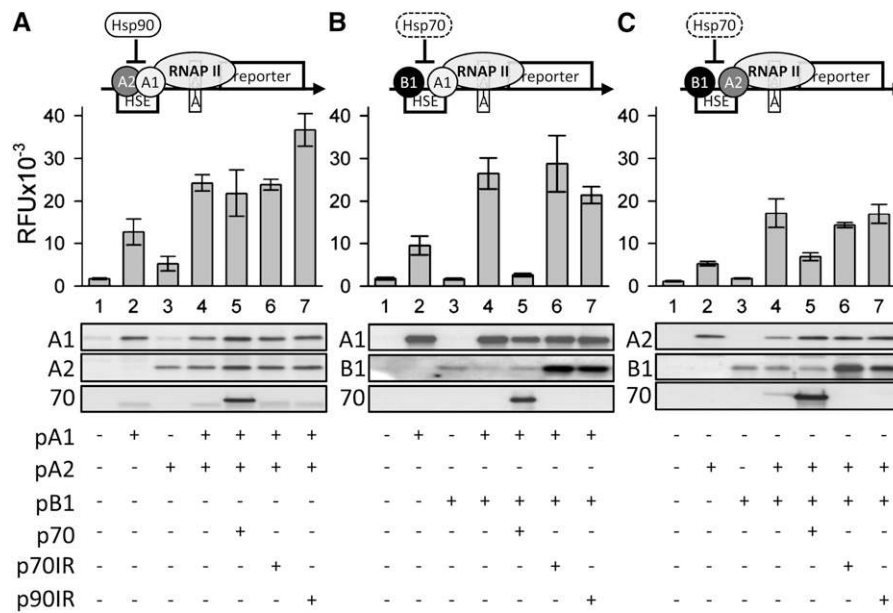 A B C
Hsp90 Hsp70 Hsp70
A2 A1 RNAP II reporter B1 A1 RNAP II reporter B1 A2 RNAP II reporter
HSE A HSE A HSE A
40 40 40
30 30 30
20 20 20
10 10 10
0 0 0
RFUx10-3
1 2 3 4 5 6 7 1 2 3 4 5 6 7 1 2 3 4 5 6 7
A1 A1 A2
A2 B1 B1
70 70 70
pA1 - + - + + + + - + - + + + + - - - - - - -
pA2 - - + + + + + - - - - - - - - + - + + + +
pB1 - - - - - - - - - + + + + + - - + + + + +
p70 - - - - + - - - - - - + - - - - - - + - -
p70IR - - - - - + - - - - - - + - - - - - - + -
p90IR - - - - - - + - - - - - - + - - - - - - +